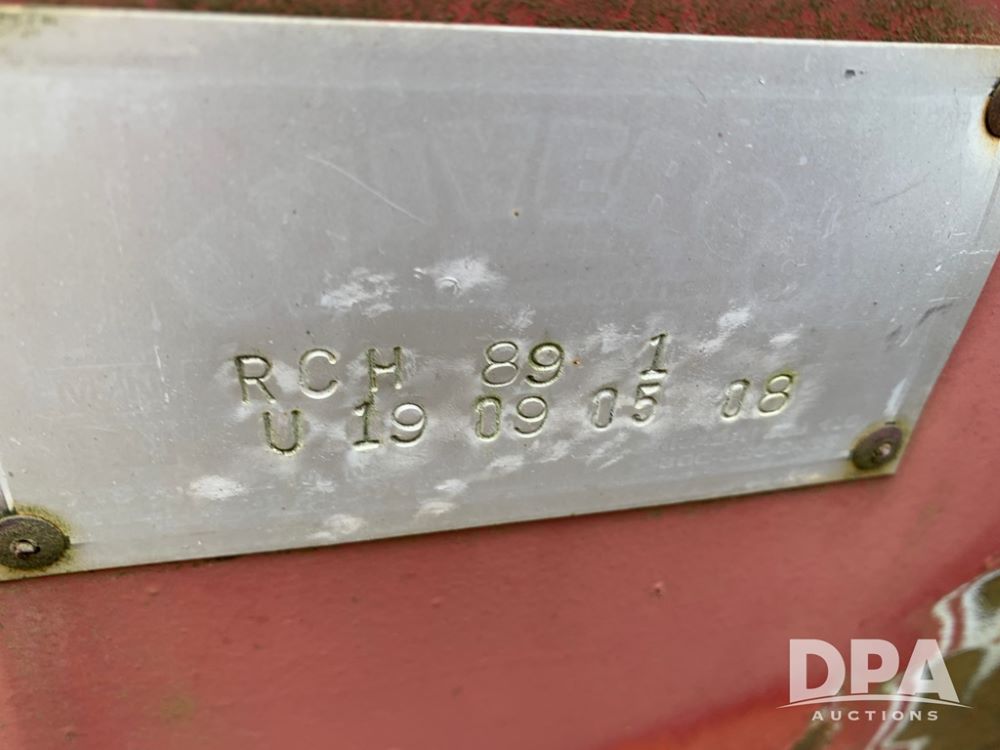 RCH 89 1
U 19 09 05 08
DPA
AUCTIONS